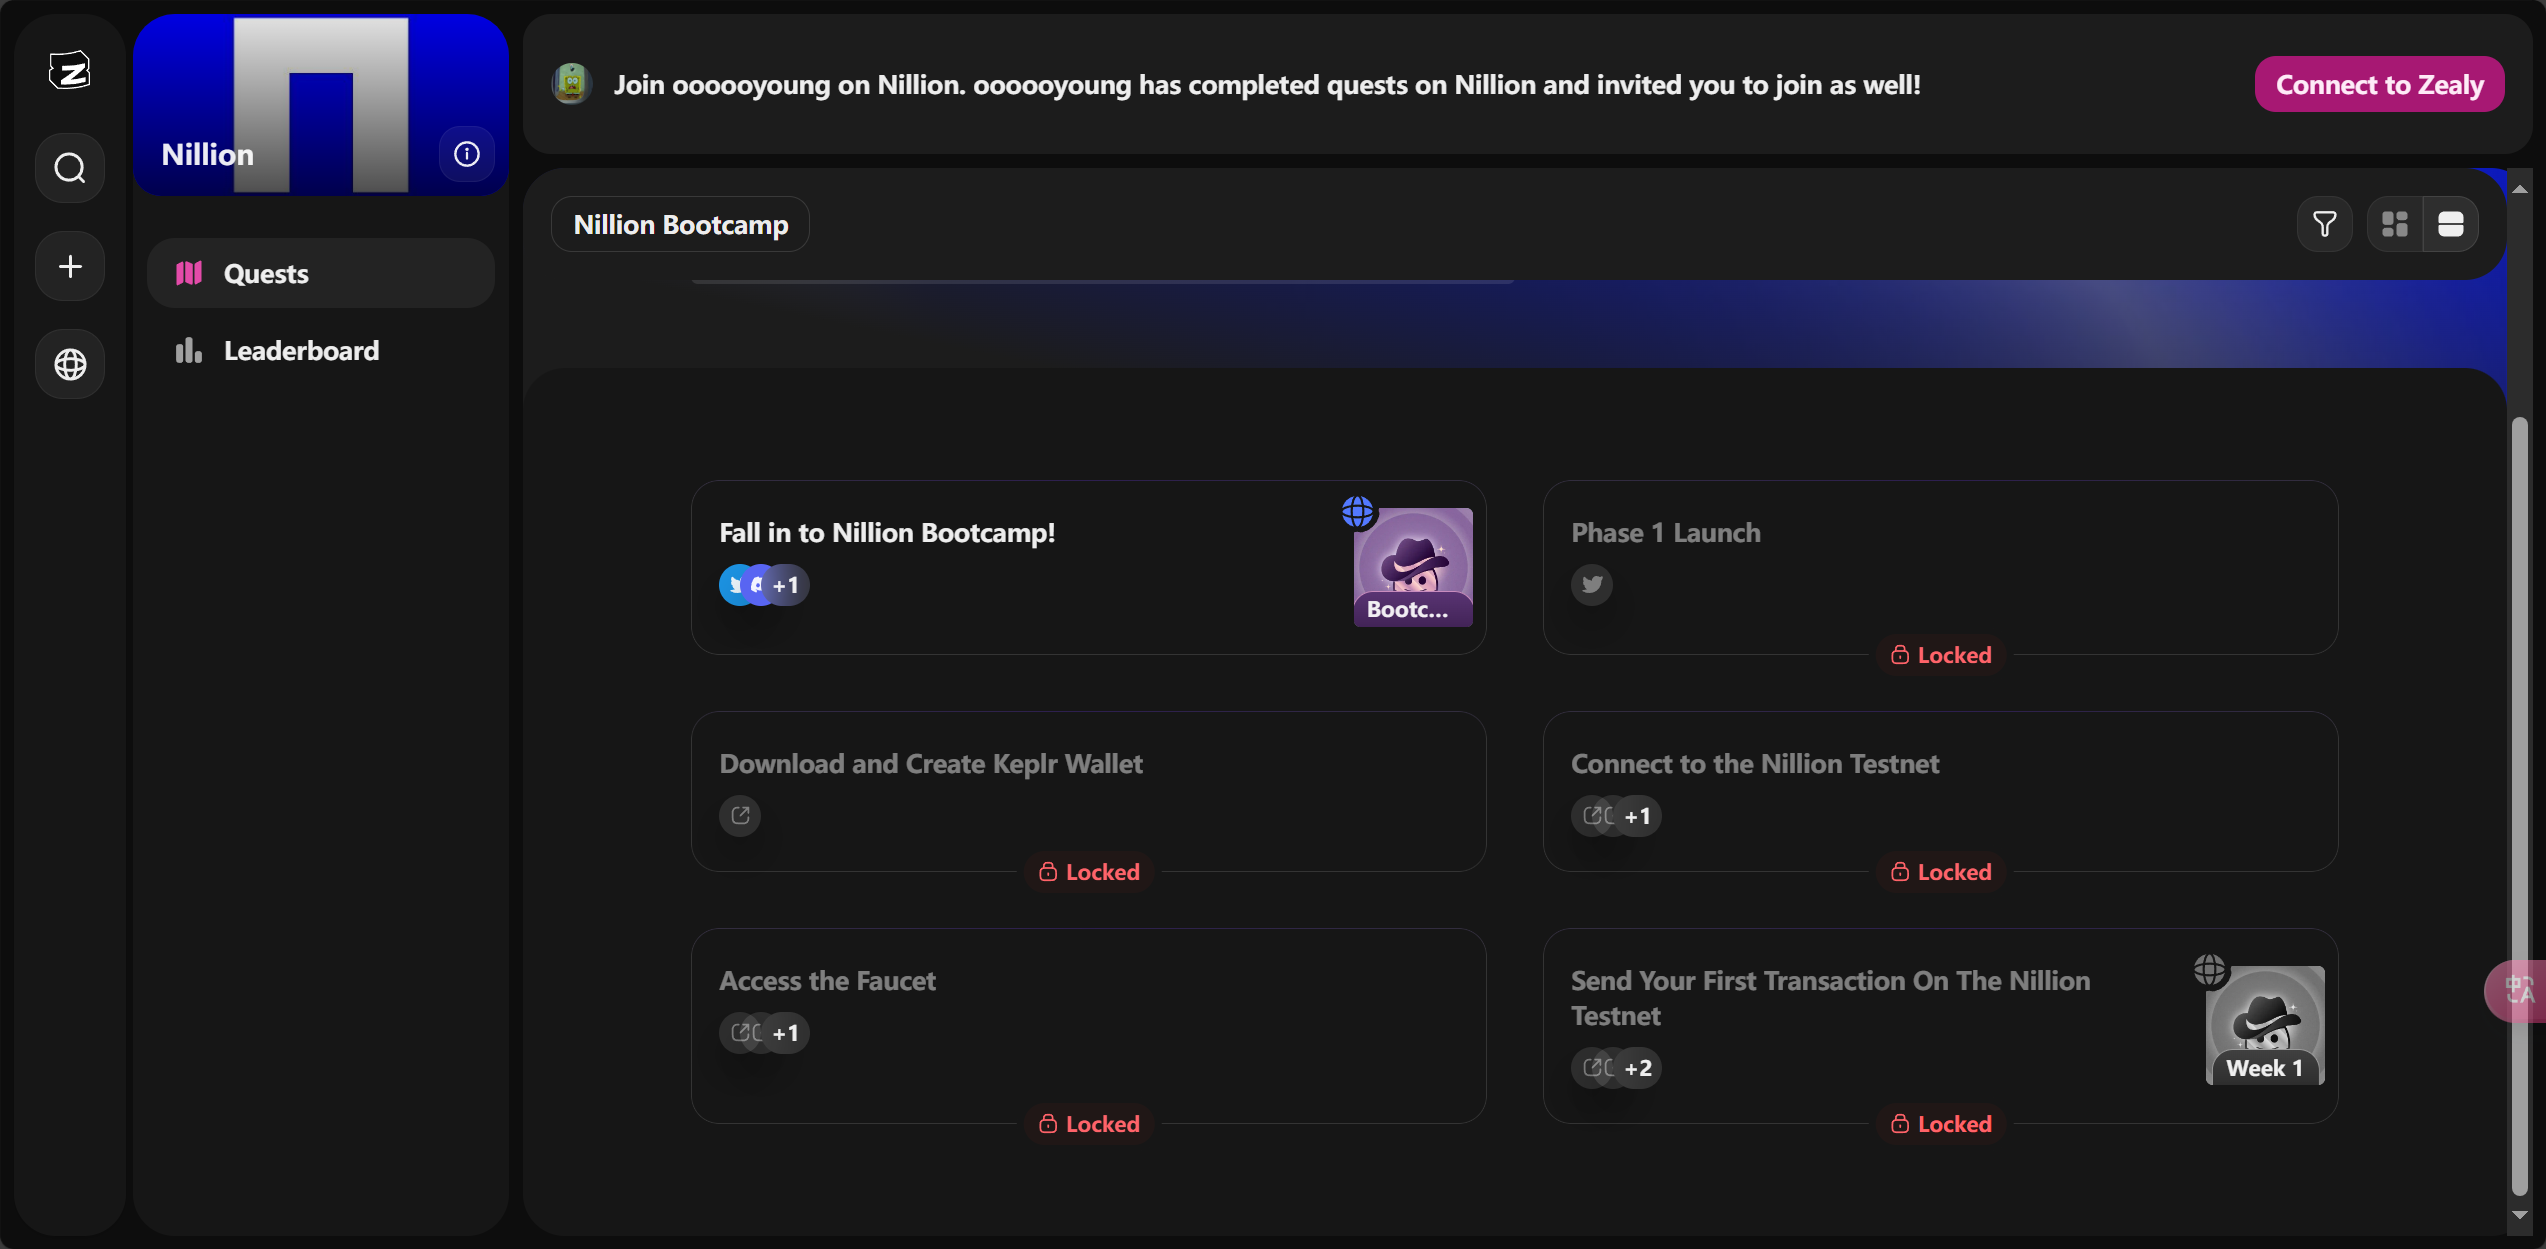 Z
Nillion
Quests
Leaderboard
Join oooooyoung on Nillion. oooooyoung has completed quests on Nillion and invited you to join as well!
Connect to Zealy
Nillion Bootcamp
Fall in to Nillion Bootcamp!
+1
Bootc...
Phase 1 Launch
Locked
Download and Create Keplr Wallet
Locked
Connect to the Nillion Testnet
+1
Locked
Access the Faucet
+1
Locked
Send Your First Transaction On The Nillion
Testnet
+2
Week 1
Locked
中A